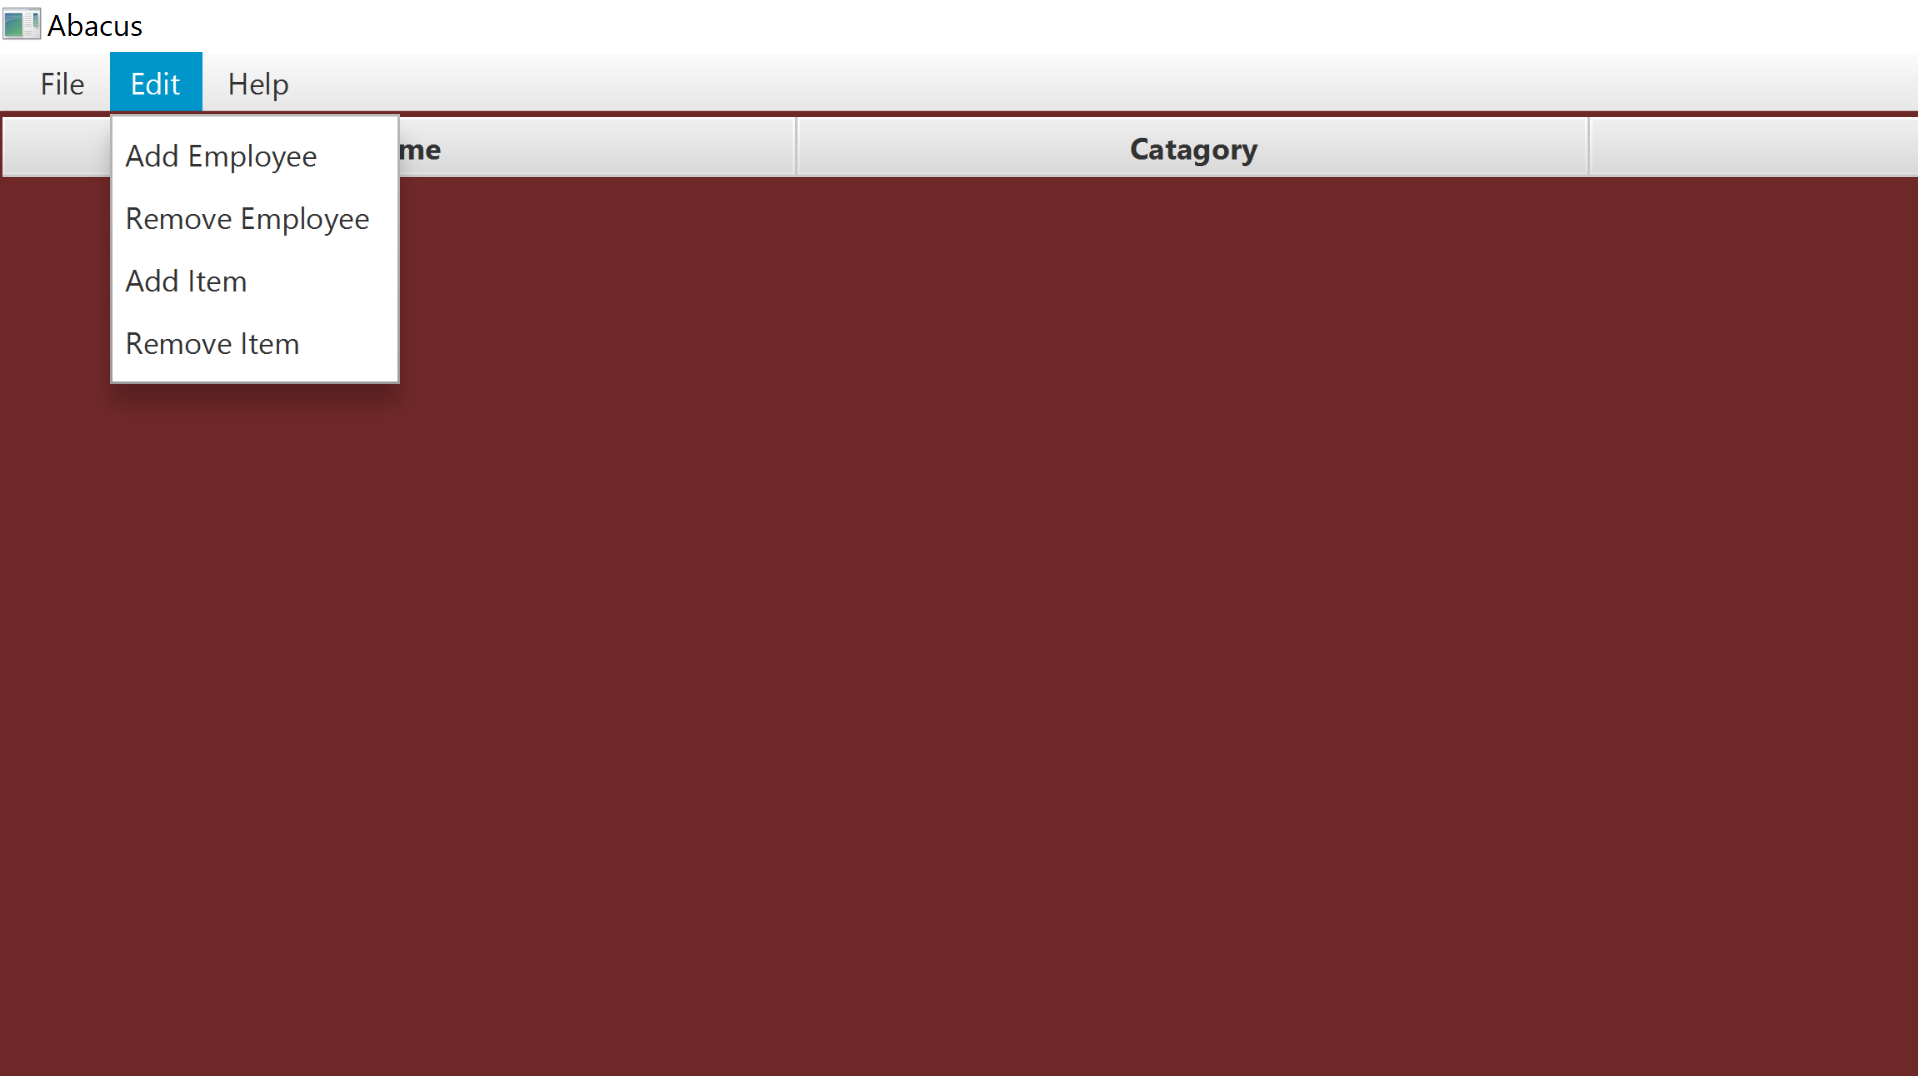 Abacus
File Edit Help
me Catagory
Add Employee
Remove Employee
Add Item
Remove Item